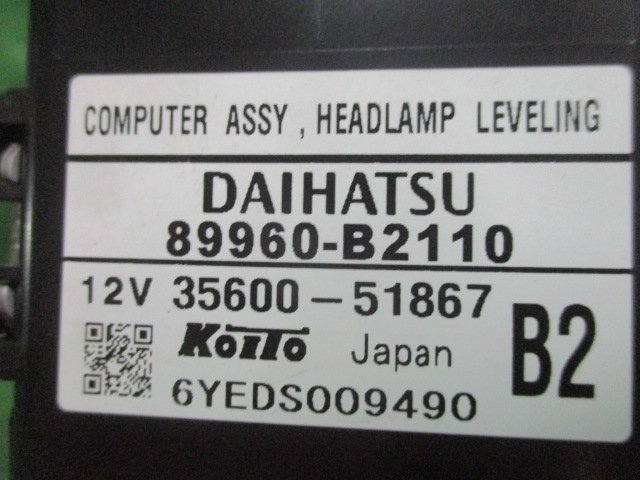 COMPUTER ASSY , HEADLAMP LEVELING
DAIHATSU
89960-B2110
12V 35600-51867
B2
KOITO Japan
6YEDS009490